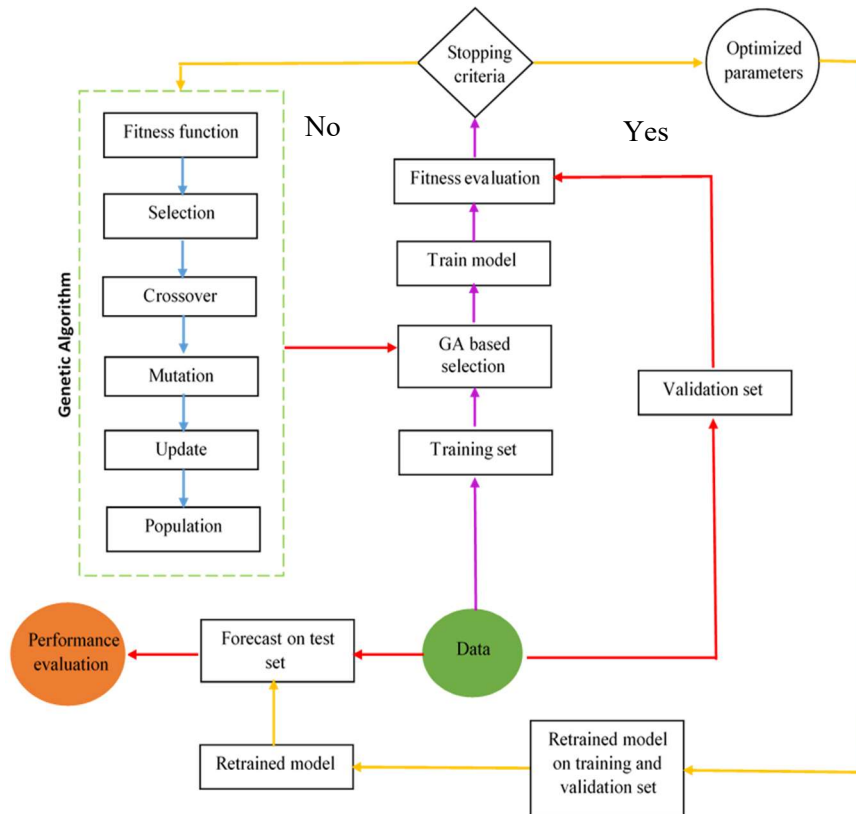 Stopping
criteria
Optimized
parameters
No
Yes
Genetic Algorithm
Fitness function
Selection
Crossover
Mutation
Update
Population
Fitness evaluation
Train model
GA based
selection
Training set
Validation set
Performance
evaluation
Forecast on test
set
Data
Retrained model
Retrained model
on training and
validation set